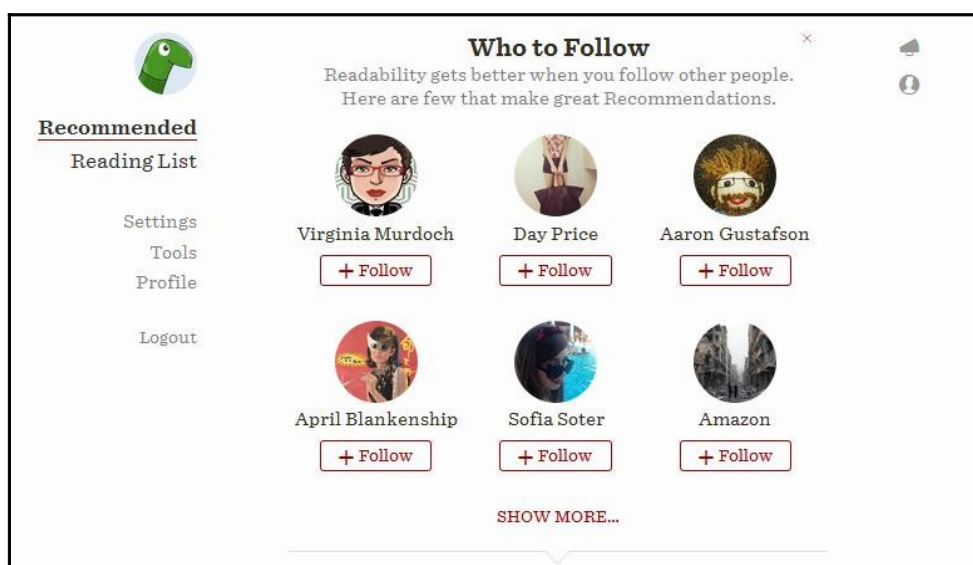 Who to Follow
×
Readability gets better when you follow other people.
Here are few that make great Recommendations.
Recommended
Reading List
Settings
Tools
Profile
Logout
Virginia Murdoch
Day Price
Aaron Gustafson
+ Follow
+ Follow
+ Follow
April Blankenship
Sofia Soter
Amazon
+ Follow
+ Follow
+ Follow
SHOW MORE...